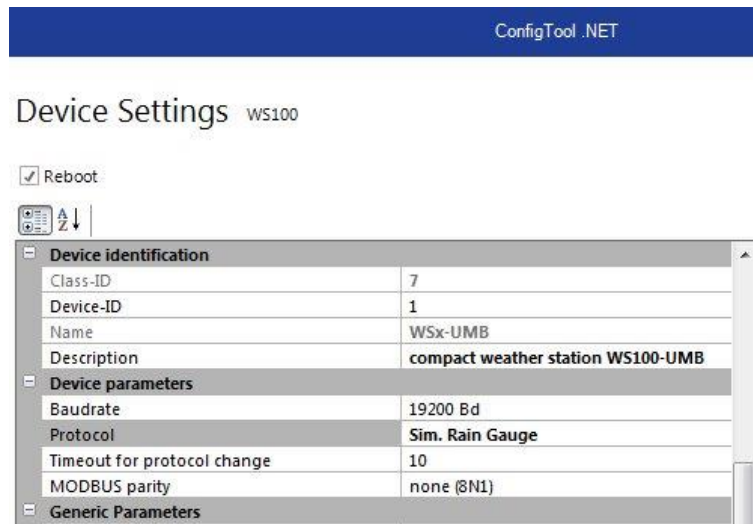 ConfigTool .NET
Device Settings WS100
Reboot
Device identification
Class-ID 7
Device-ID 1
Name WSx-UMB
Description compact weather station WS100-UMB
Device parameters
Baudrate 19200 Bd
Protocol Sim. Rain Gauge
Timeout for protocol change 10
MODBUS parity none (8N1)
Generic Parameters